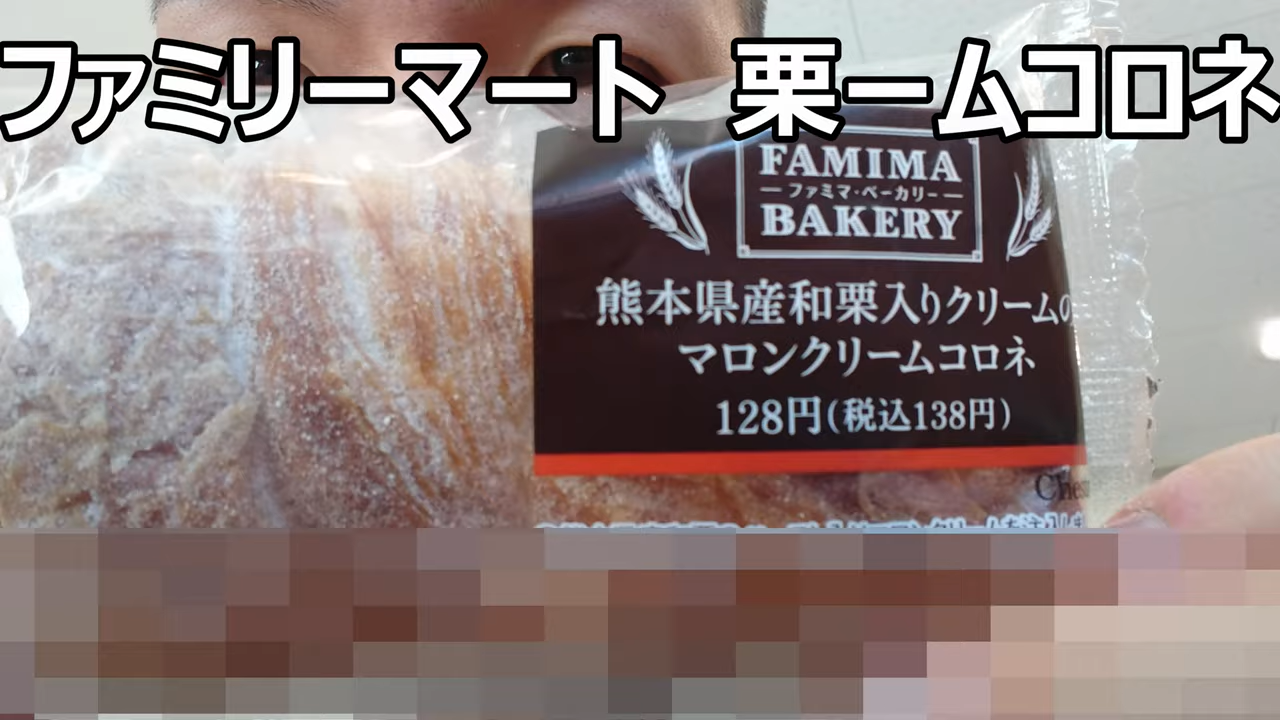 ファミリーマート 栗ームコロネ
FAMIMA
ファミマ・ベーカリー
BAKERY
熊本県産和栗入りクリームの
マロンクリームコロネ
128円(税込138円)